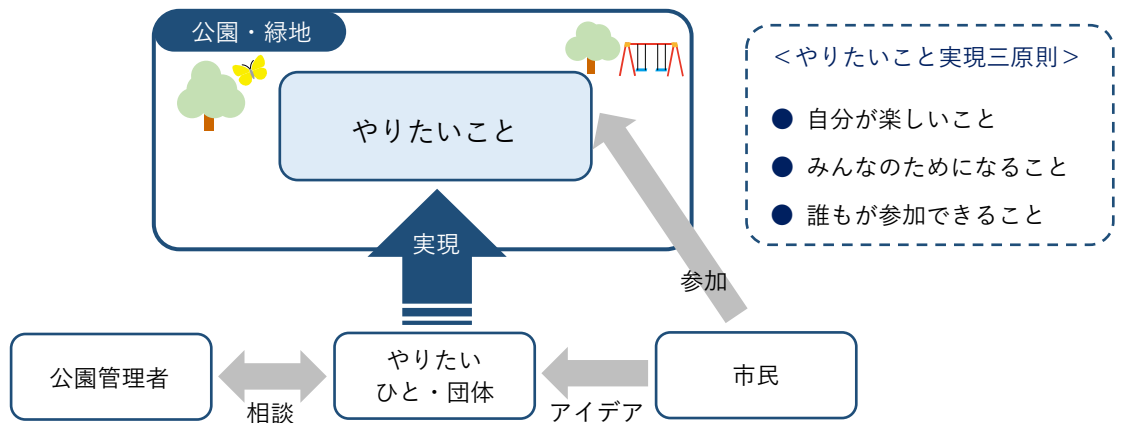 公園・緑地
やりたいこと
＜やりたいこと実現三原則＞
● 自分が楽しいこと
● みんなのためになること
● 誰もが参加できること
実現
参加
公園管理者
相談
やりたい
ひと・団体
アイデア
市民